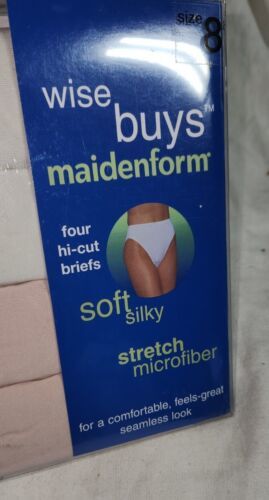 size 8
wise
buys™
maidenform®
four
hi-cut
briefs
soft
silky
stretch
microfiber
for a comfortable, feels-great
seamless look